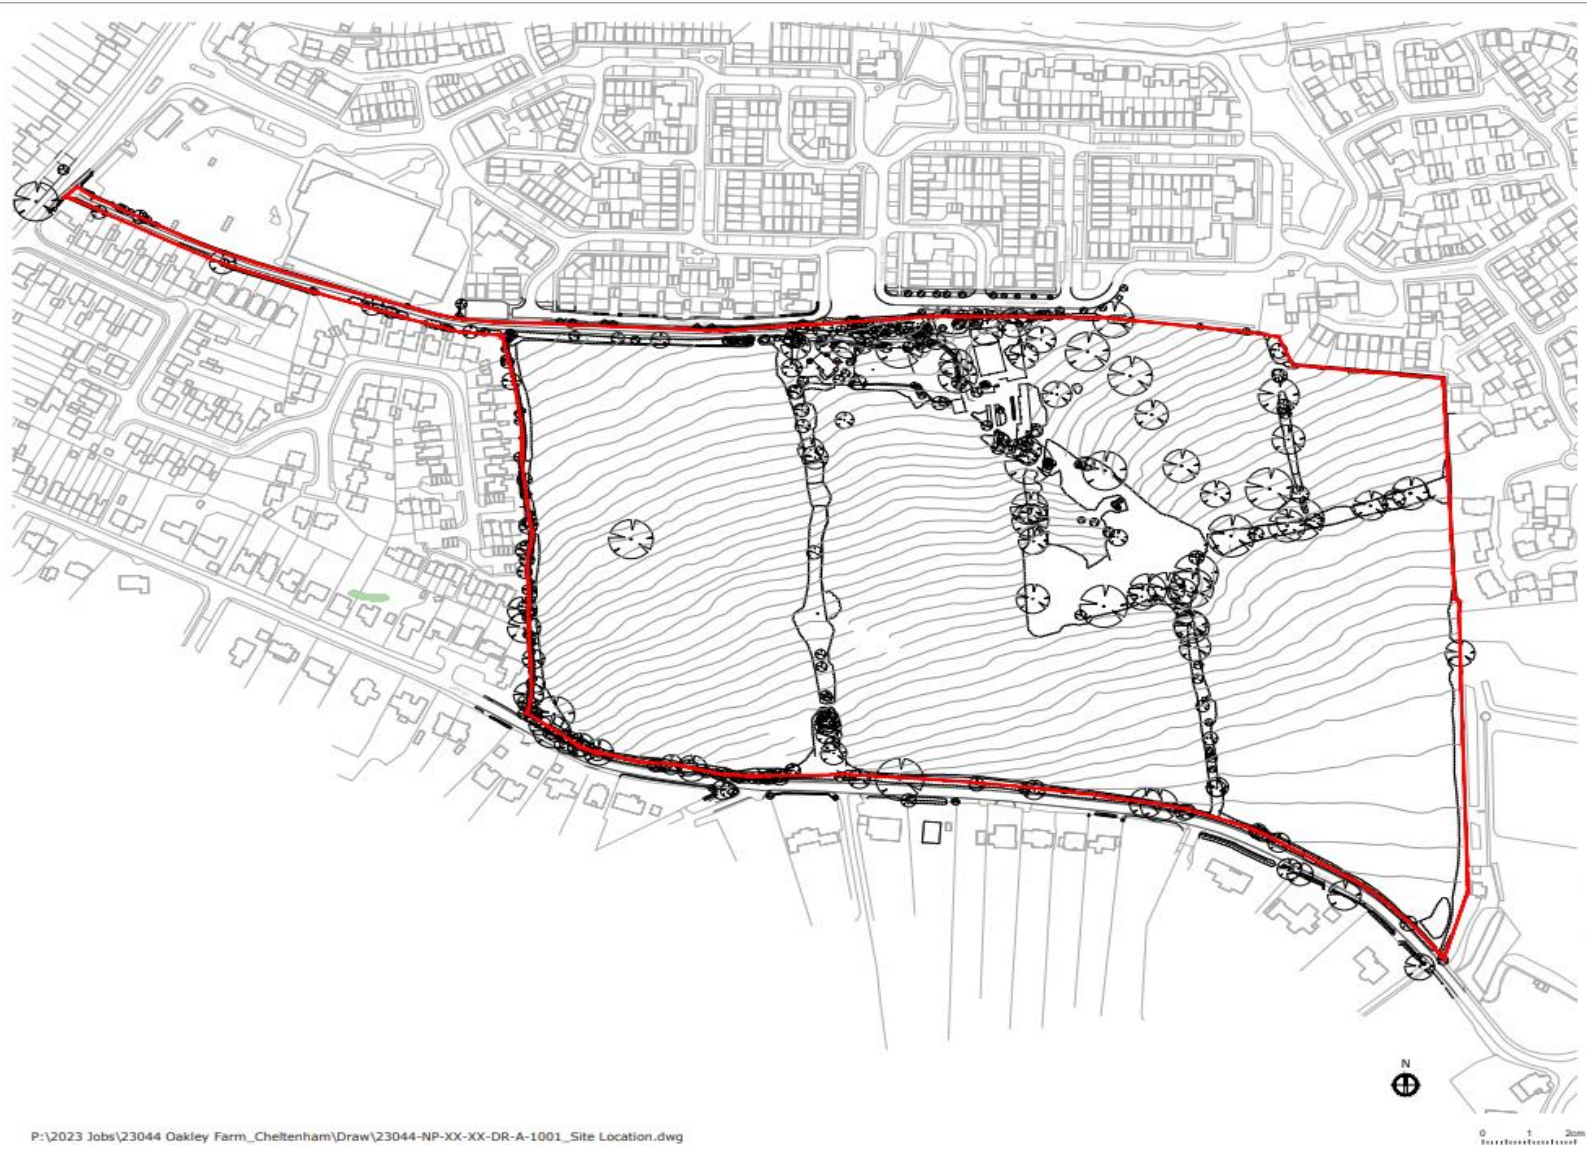 N
P:\2023 Jobs\23044 Oakley Farm_Cheltenham\Draw\23044-NP-XX-XX-DR-A-1001_Site Location.dwg
0 1 2cm